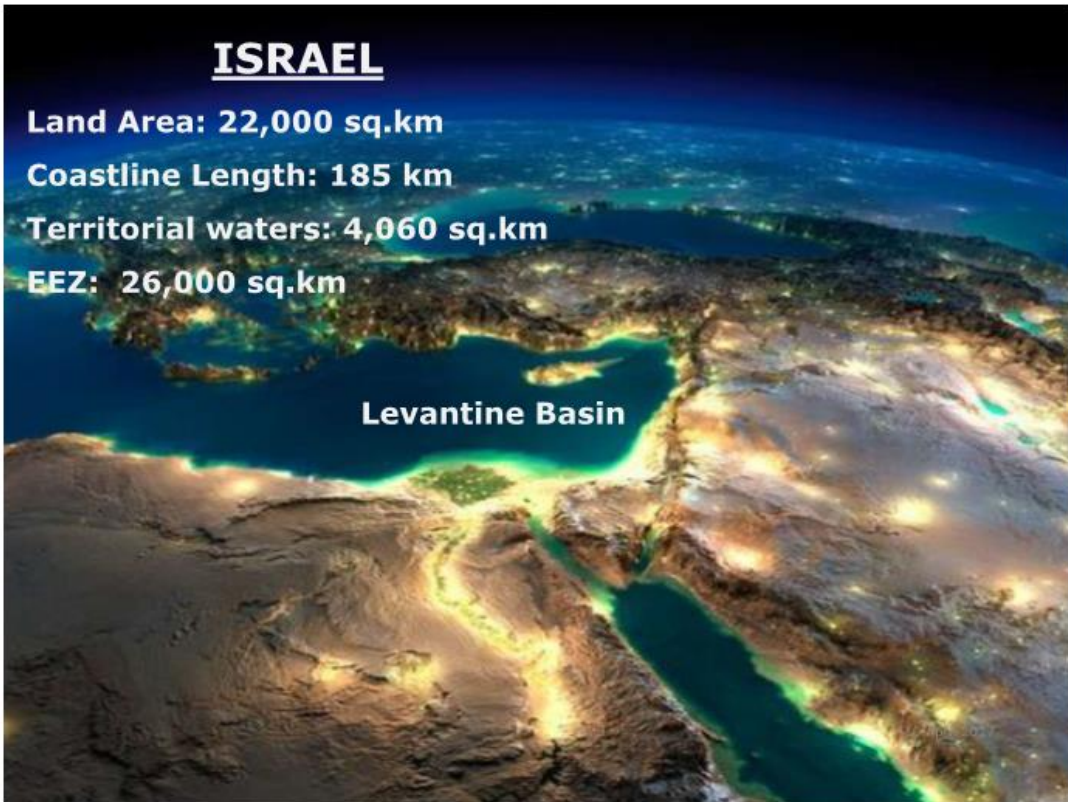 ISRAEL
Land Area: 22,000 sq.km
Coastline Length: 185 km
Territorial waters: 4,060 sq.km
EEZ:  26,000 sq.km
Levantine Basin